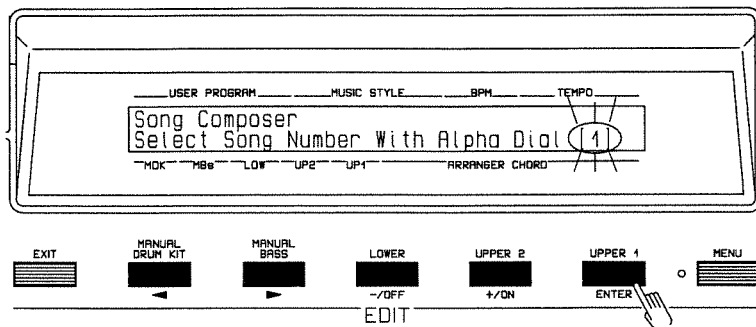 USER PROGRAM MUSIC STYLE BPM TEMPO
Song Composer
Select Song Number With Alpha Dial [1]
MDK MBs LOW UP2 UP1 ARRANGER CHORD
EXIT MANUAL DRUM KIT MANUAL BASS LOWER UPPER 2 UPPER 1 MENU
◄ ► -/OFF +/ON ENTER
EDIT